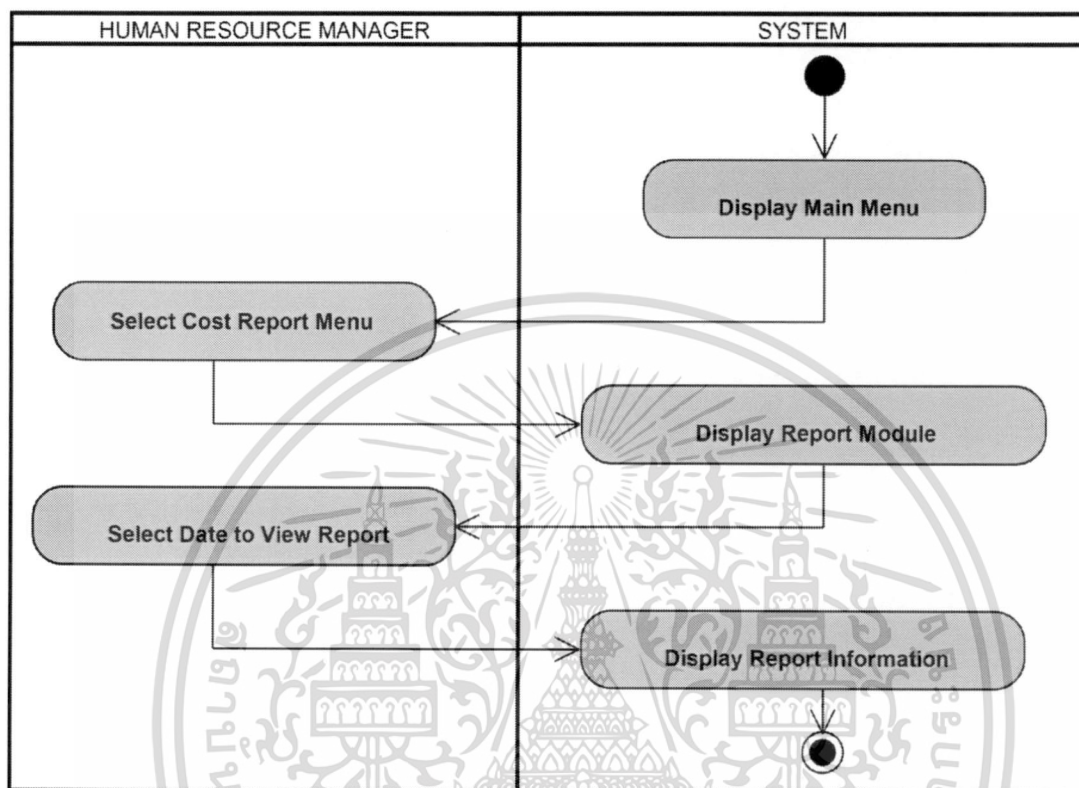 HUMAN RESOURCE MANAGER
SYSTEM
Display Main Menu
Select Cost Report Menu
Display Report Module
Select Date to View Report
Display Report Information